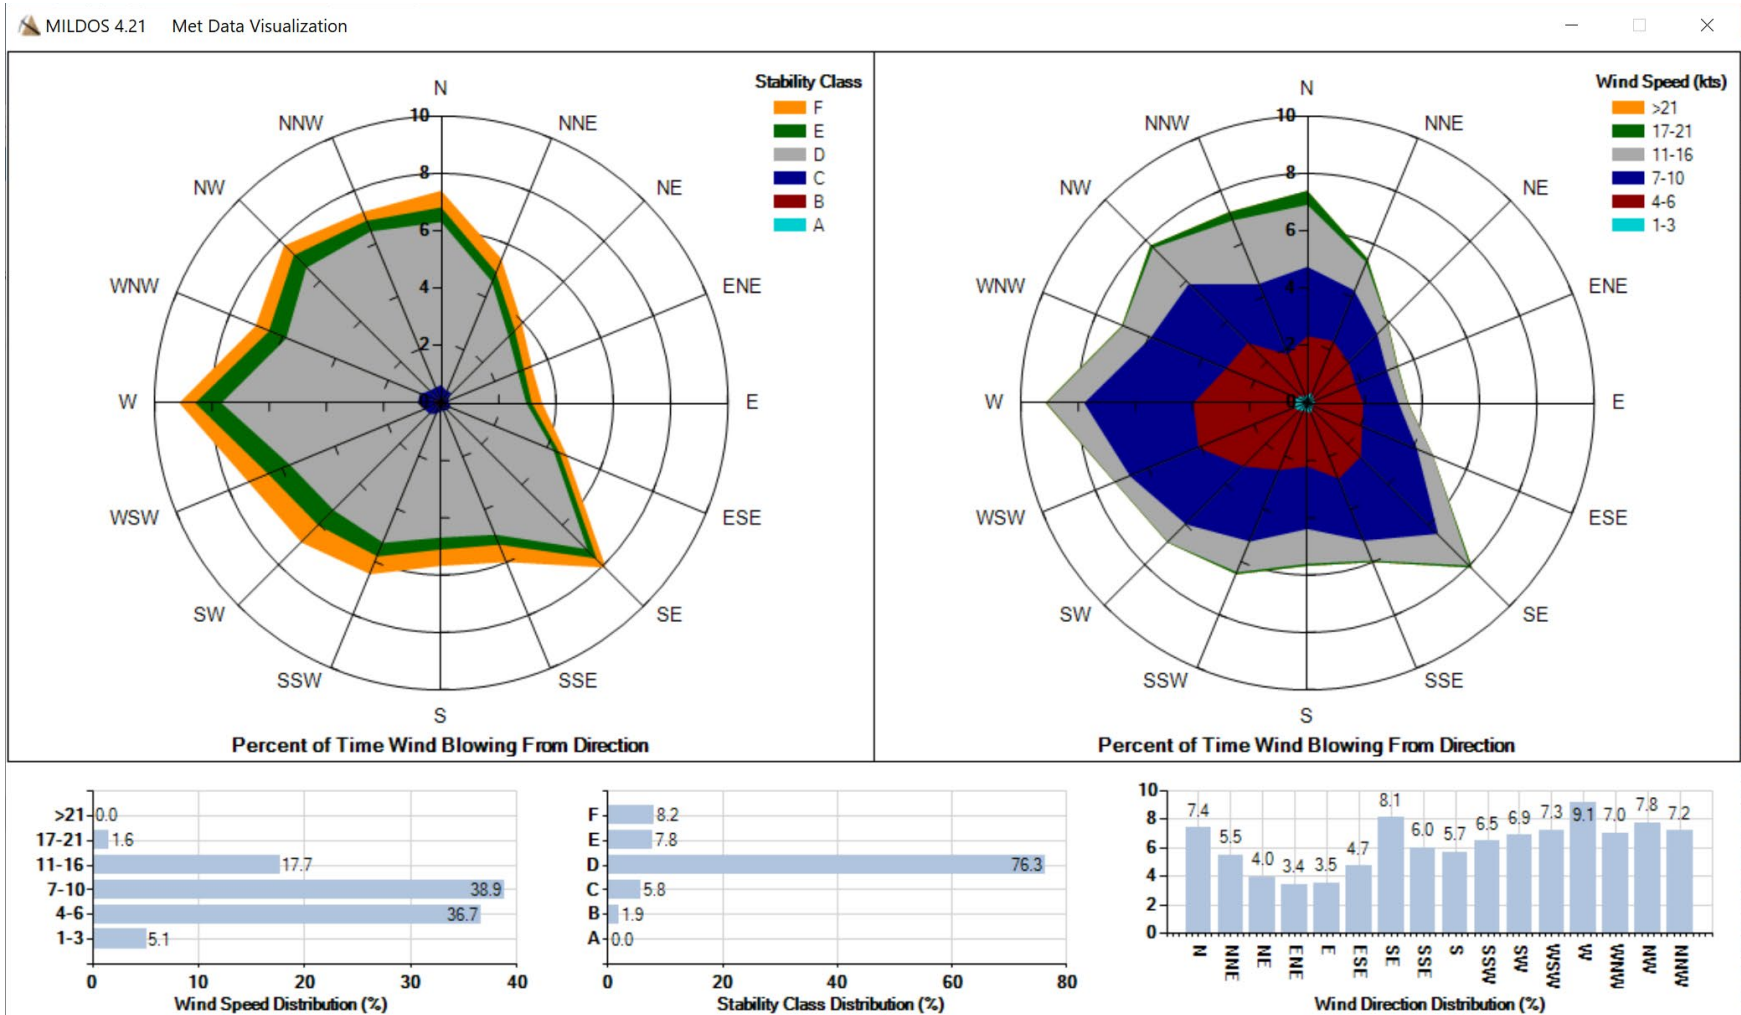 MILDOS 4.21 Met Data Visualization
Stability Class
F
E
D
C
B
A
N
NNE
NE
ENE
E
ESE
SE
SSE
S
SSW
SW
WSW
W
WNW
NW
NNW
10
8
6
4
2
0
Percent of Time Wind Blowing From Direction
Wind Speed (kts)
>21
17-21
11-16
7-10
4-6
1-3
N
NNE
NE
ENE
E
ESE
SE
SSE
S
SSW
SW
WSW
W
WNW
NW
NNW
10
8
6
4
2
0
Percent of Time Wind Blowing From Direction
>21 0.0
17-21 1.6
11-16 17.7
7-10 38.9
4-6 36.7
1-3 5.1
0 10 20 30 40
Wind Speed Distribution (%)
F 8.2
E 7.8
D 76.3
C 5.8
B 1.9
A 0.0
0 20 40 60 80
Stability Class Distribution (%)
10
8
6
4
2
0
7.4 5.5 4.0 3.4 3.5 4.7 8.1 6.0 5.7 6.5 6.9 7.3 9.1 7.0 7.8 7.2
N NNE NE ENE E ESE SE SSE S SSW SW WSW W WNW NW NNW
Wind Direction Distribution (%)